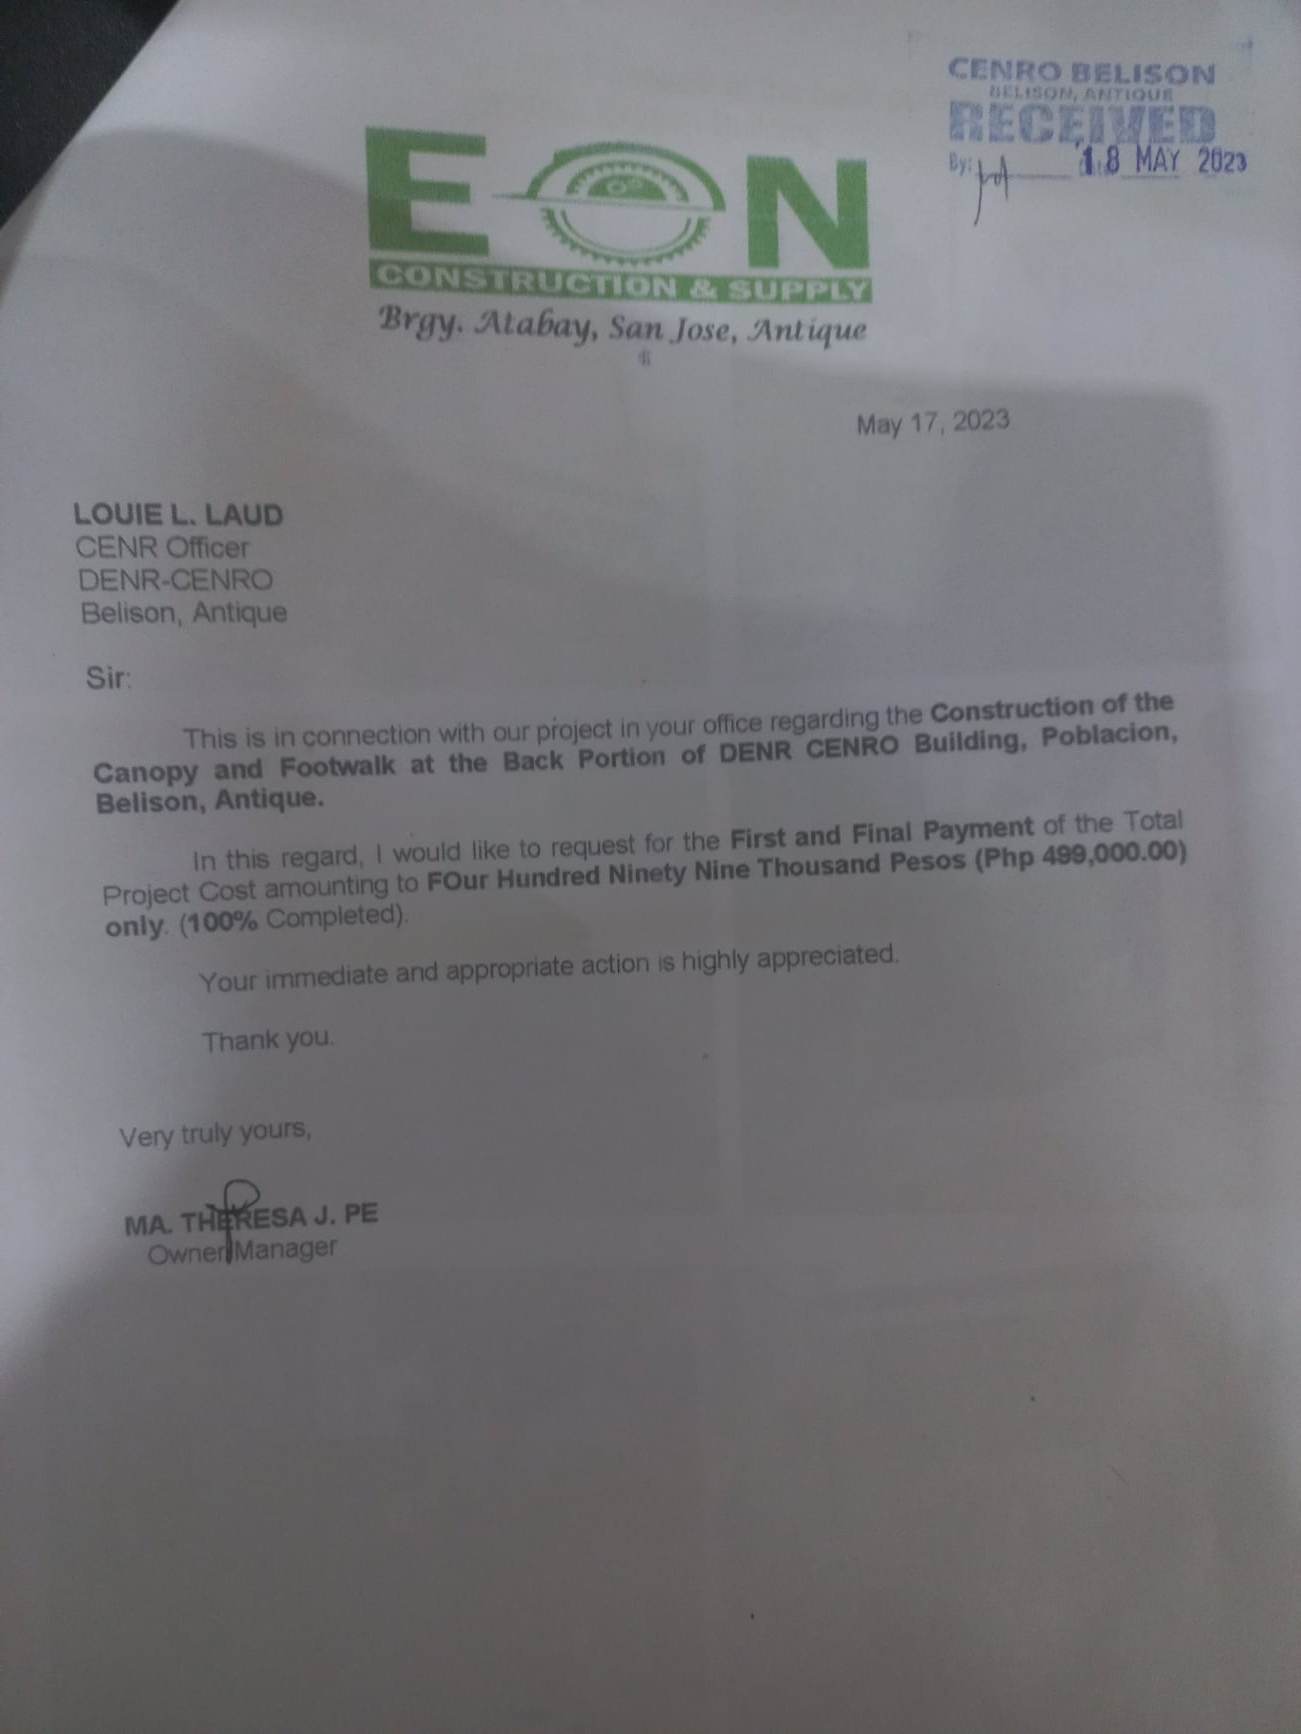 CENRO BELISON
BELISON, ANTIQUE
RECEIVED
By: 18 MAY 2023
EON
CONSTRUCTION & SUPPLY
Brgy. Atabay, San Jose, Antique
May 17, 2023
LOUIE L. LAUD
CENR Officer
DENR-CENRO
Belison, Antique
Sir:
This is in connection with our project in your office regarding the Construction of the
Canopy and Footwalk at the Back Portion of DENR CENRO Building, Poblacion,
Belison, Antique.
In this regard, I would like to request for the First and Final Payment of the Total
Project Cost amounting to FOur Hundred Ninety Nine Thousand Pesos (Php 499,000.00)
only. (100% Completed).
Your immediate and appropriate action is highly appreciated.
Thank you.
Very truly yours,
MA. THERESA J. PE
Owner/Manager